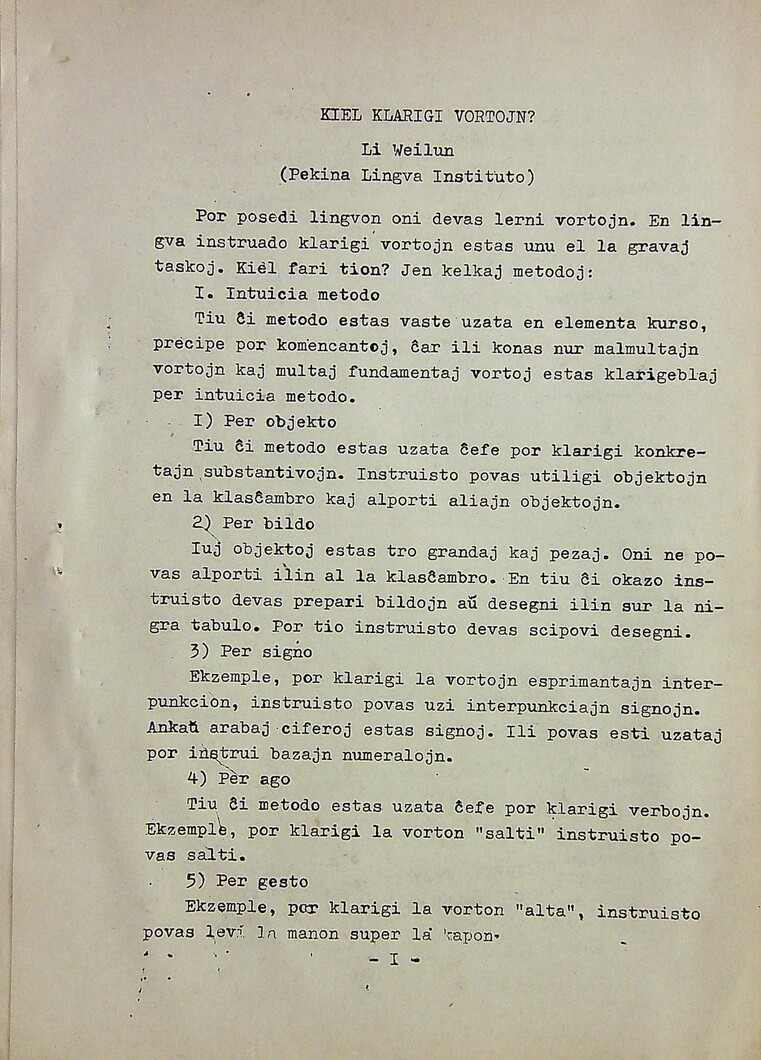 KIEL KLARIGI VORTOJN?
Li Weilun
(Pekina Lingva Instituto)
Por posedi lingvon oni devas lerni vortojn. En lin-
gva instruado klarigi vortojn estas unu el la gravaj
taskoj. Kiel fari tion? Jen kelkaj metodoj:
I. Intuicia metodo
Tiu ĉi metodo estas vaste uzata en elementa kurso,
precipe por komencantoj, ĉar ili konas nur malmultajn
vortojn kaj multaj fundamentaj vortoj estas klarigeblaj
per intuicia metodo.
I) Per objekto
Tiu ĉi metodo estas uzata ĉefe por klarigi konkre-
tajn substantivojn. Instruisto povas utiligi objektojn
en la klasĉambro kaj alporti aliajn objektojn.
2) Per bildo
Iuj objektoj estas tro grandaj kaj pezaj. Oni ne po-
vas alporti ilin al la klasĉambro. En tiu ĉi okazo ins-
truisto devas prepari bildojn aŭ desegni ilin sur la ni-
gra tabulo. Por tio instruisto devas scipovi desegni.
3) Per signo
Ekzemple, por klarigi la vortojn esprimantajn inter-
punkcion, instruisto povas uzi interpunkciajn signojn.
Ankaŭ arabaj ciferoj estas signoj. Ili povas esti uzataj
por instrui bazajn numeralojn.
4) Per ago
Tiu ĉi metodo estas uzata ĉefe por klarigi verbojn.
Ekzemple, por klarigi la vorton "salti" instruisto po-
vas salti.
5) Per gesto
Ekzemple, por klarigi la vorton "alta", instruisto
povas levi la manon super la kapon.
- I -